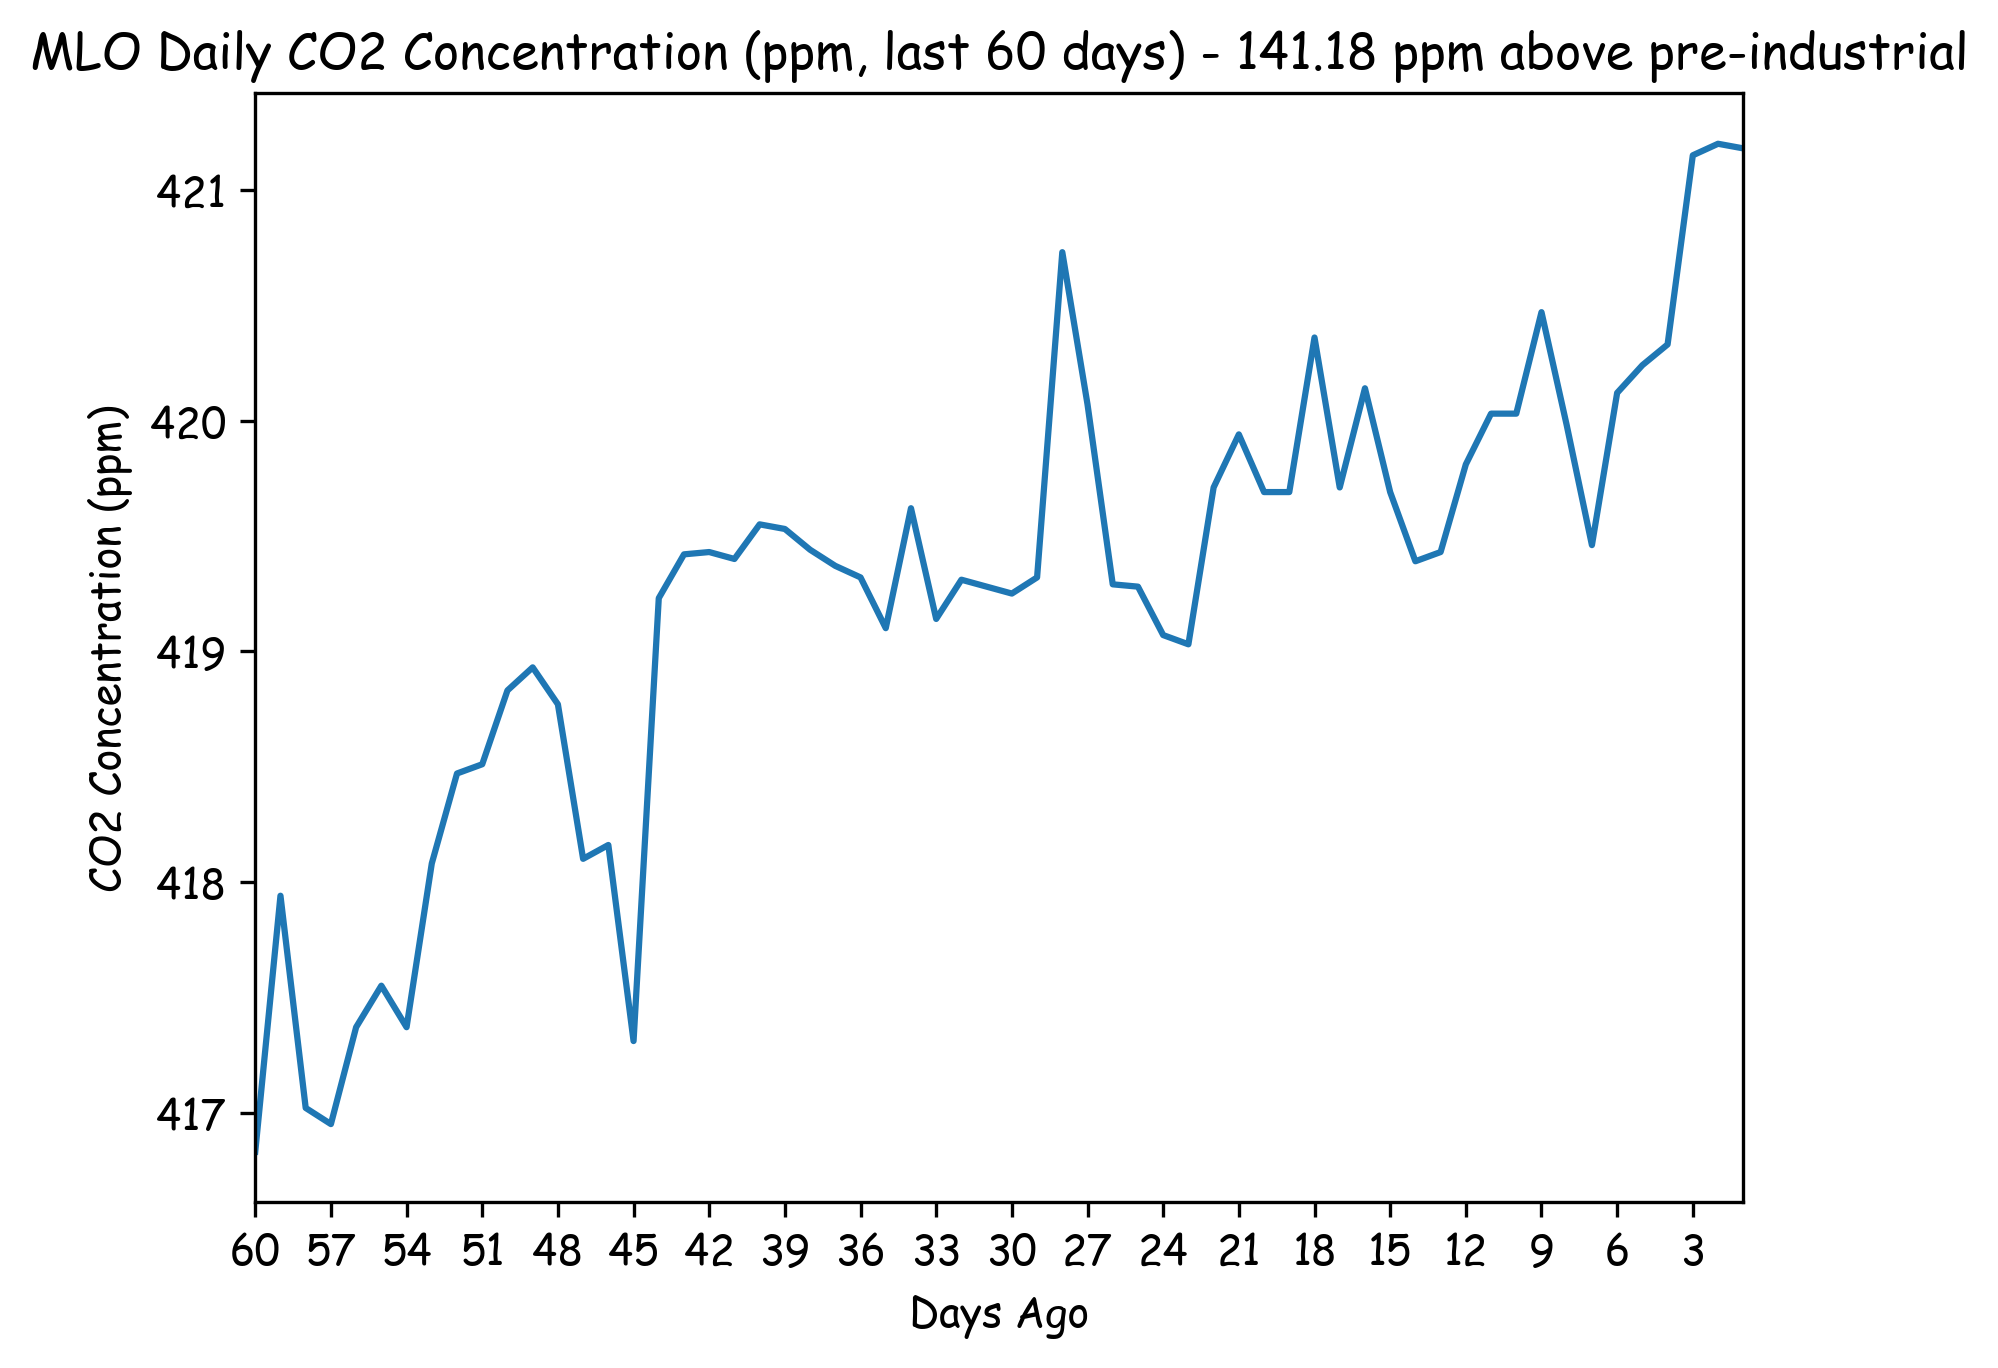 MLO Daily CO2 Concentration (ppm, last 60 days) - 141.18 ppm above pre-industrial
421
420
419
418
417
CO2 Concentration (ppm)
60 57 54 51 48 45 42 39 36 33 30 27 24 21 18 15 12 9 6 3
Days Ago